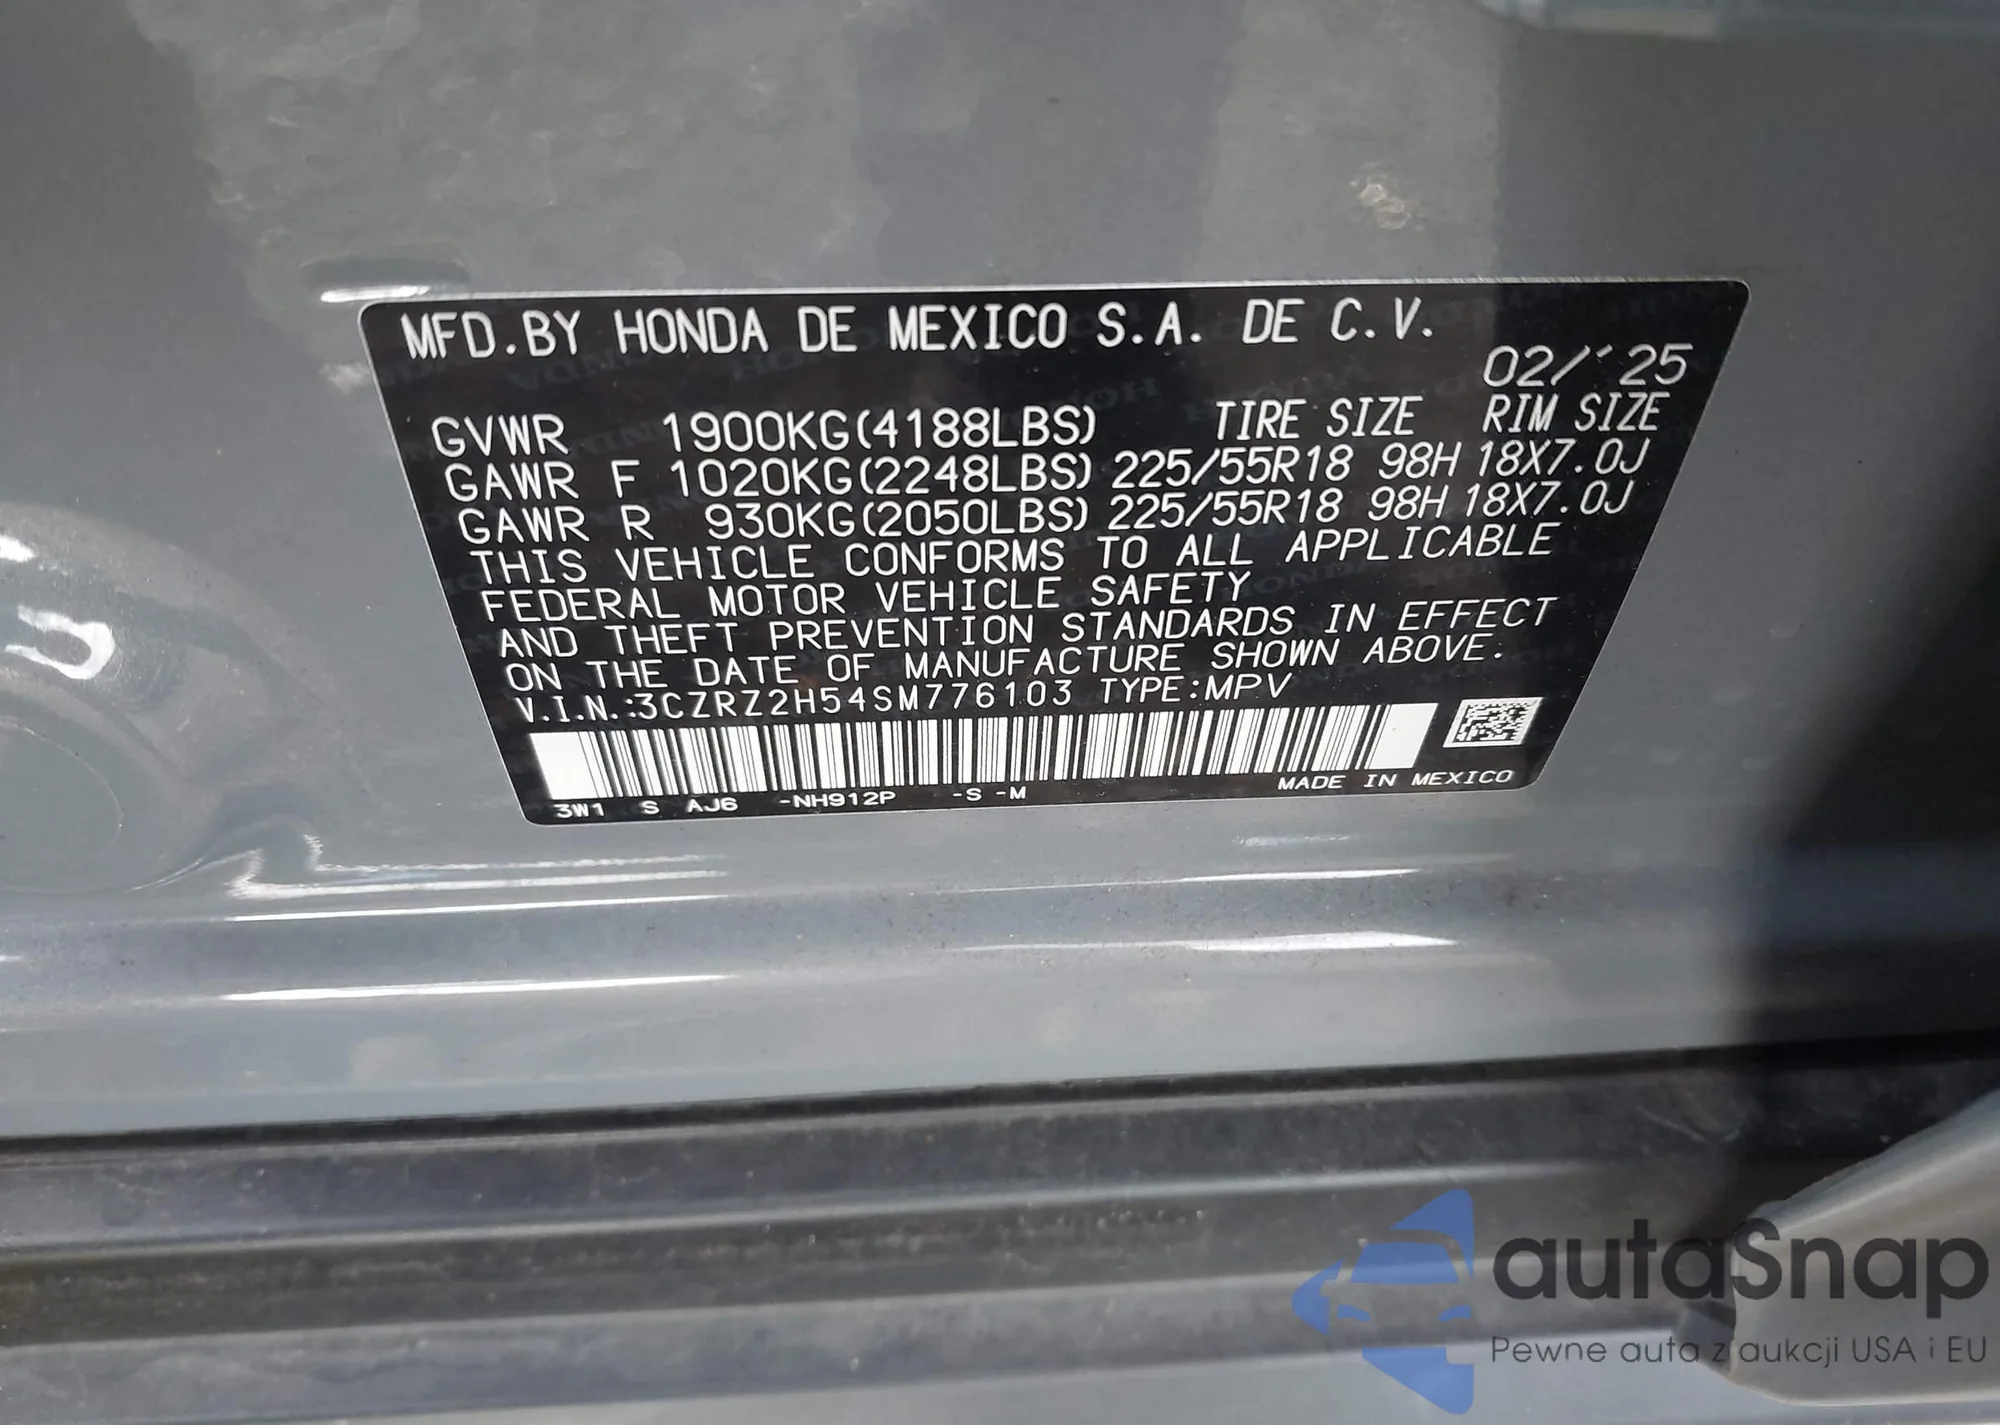 MFD.BY HONDA DE MEXICO S.A. DE C.V.
02/'25
GVWR 1900KG(4188LBS) TIRE SIZE RIM SIZE
GAWR F 1020KG(2248LBS) 225/55R18 98H 18X7.0J
GAWR R 930KG(2050LBS) 225/55R18 98H 18X7.0J
THIS VEHICLE CONFORMS TO ALL APPLICABLE
FEDERAL MOTOR VEHICLE SAFETY
AND THEFT PREVENTION STANDARDS IN EFFECT
ON THE DATE OF MANUFACTURE SHOWN ABOVE.
V.I.N.:3CZRZ2H54SM776103 TYPE:MPV
MADE IN MEXICO
3W1 S AJ6 -NH912P -S -M
autaSnap
Pewne auta z aukcji USA i EU